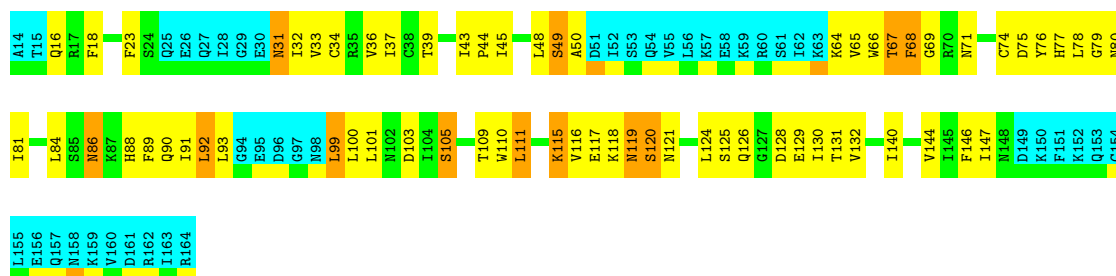 A14 T15 Q16 R17 F18 F23 S24 Q25 E26 Q27 I28 G29 E30 N31 I32 V33 C34 R35 V36 I37 C38 T39 I43 P44 I45 L48 S49 A50 D51 I52 S53 Q54 V55 L56 K57 E58 K59 R60 S61 I62 K63 K64 V65 W66 T67 F68 G69 R70 N71 C74 D75 Y76 H77 L78 G79 N80
I81 L84 S85 N86 K87 H88 F89 Q90 I91 L92 L93 G94 E95 D96 G97 N98 L99 L100 L101 N102 D103 I104 S105 T109 W110 L111 K115 V116 E117 K118 N119 S120 N121 L124 S125 Q126 G127 D128 E129 I130 T131 V132 I140 V144 I145 F146 I147 N148 D149 K150 F151 K152 Q153 G154
L155 E156 Q157 N158 K159 V160 D161 R162 I163 R164